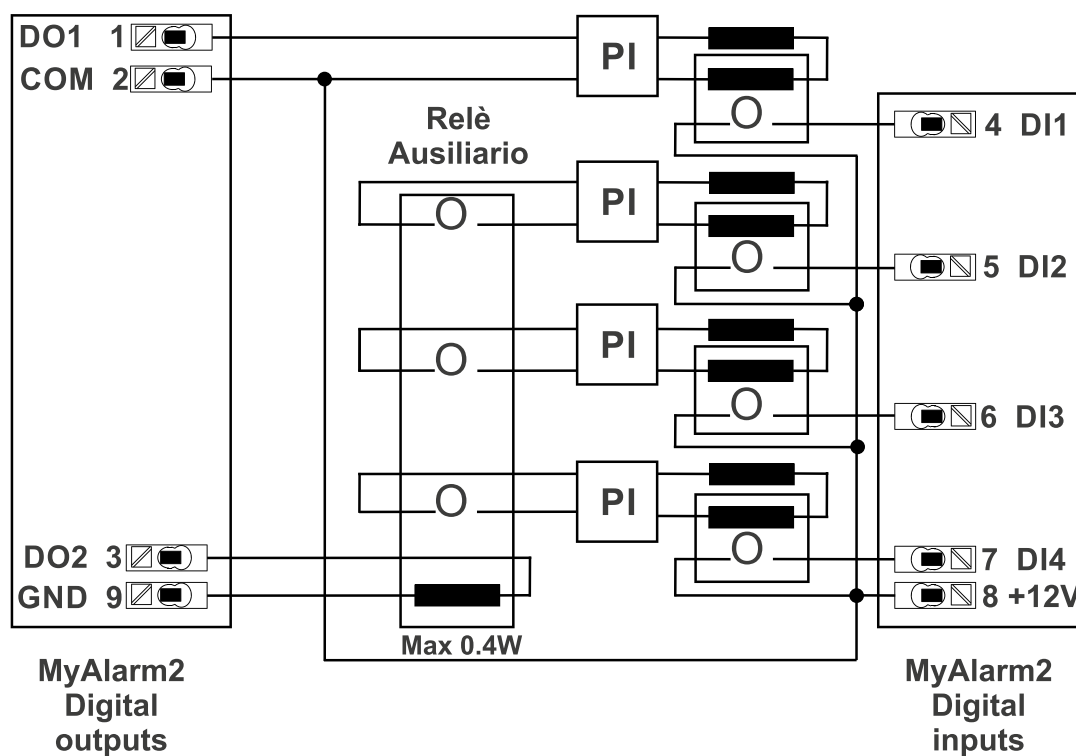 DO1 1
COM 2
PI
Relè
Ausiliario
O
4 DI1
PI
O
O
5 DI2
PI
O
O
6 DI3
PI
O
O
DO2 3
GND 9
O
7 DI4
8 +12V
Max 0.4W
MyAlarm2
Digital
outputs
MyAlarm2
Digital
inputs